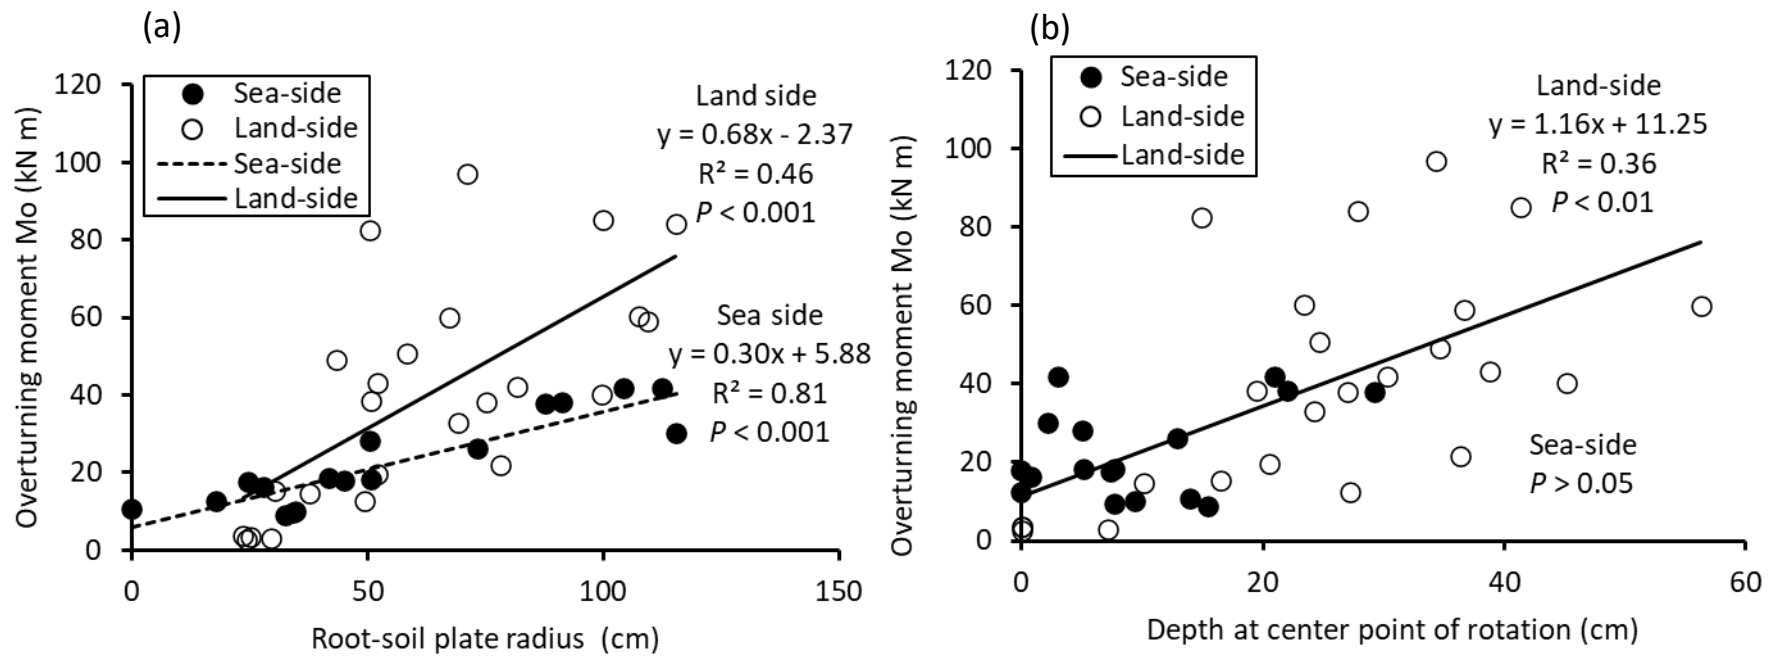 (a)
Overturning moment Mo (kN m)
120
100
80
60
40
20
0
0
50
100
150
Root-soil plate radius (cm)
Sea-side
Land-side
Sea-side
Land-side
Land side
y = 0.68x - 2.37
R² = 0.46
P < 0.001
Sea side
y = 0.30x + 5.88
R² = 0.81
P < 0.001
(b)
Overturning moment Mo (kN m)
120
100
80
60
40
20
0
0
20
40
60
Depth at center point of rotation (cm)
Sea-side
Land-side
Land-side
Land-side
y = 1.16x + 11.25
R² = 0.36
P < 0.01
Sea-side
P > 0.05